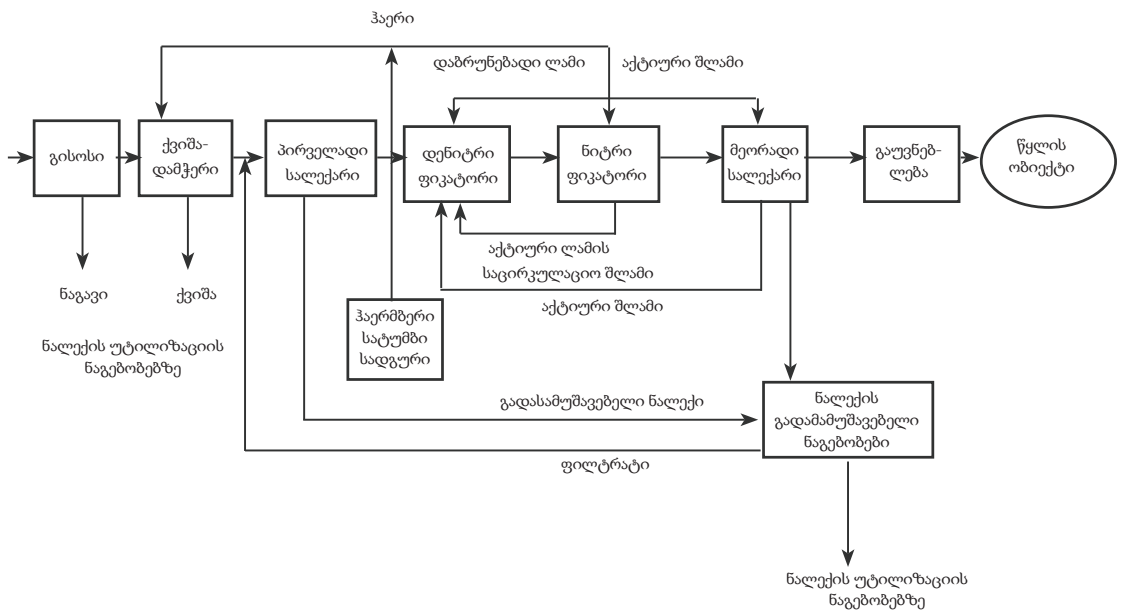 ჰაერი
დაბრუნებადი ლამი
აქტიური შლამი
გისოსი
ქვიშა-
დამჭერი
პირველადი
სალექარი
დენიტრი
ფიკატორი
ნიტრი
ფიკატორი
მეორადი
სალექარი
გაუვნებ-
ლება
წყლის
ობიექტი
აქტიური ლამის
საცირკულაციო შლამი
აქტიური შლამი
ნაგავი
ქვიშა
ნალექის უტილიზაციის
ნაგებობებზე
ჰაერმბერი
სატუმბი
სადგური
გადასამუშავებელი ნალექი
ნალექის
გადამამუშავებელი
ნაგებობები
ფილტრატი
ნალექის უტილიზაციის
ნაგებობებზე